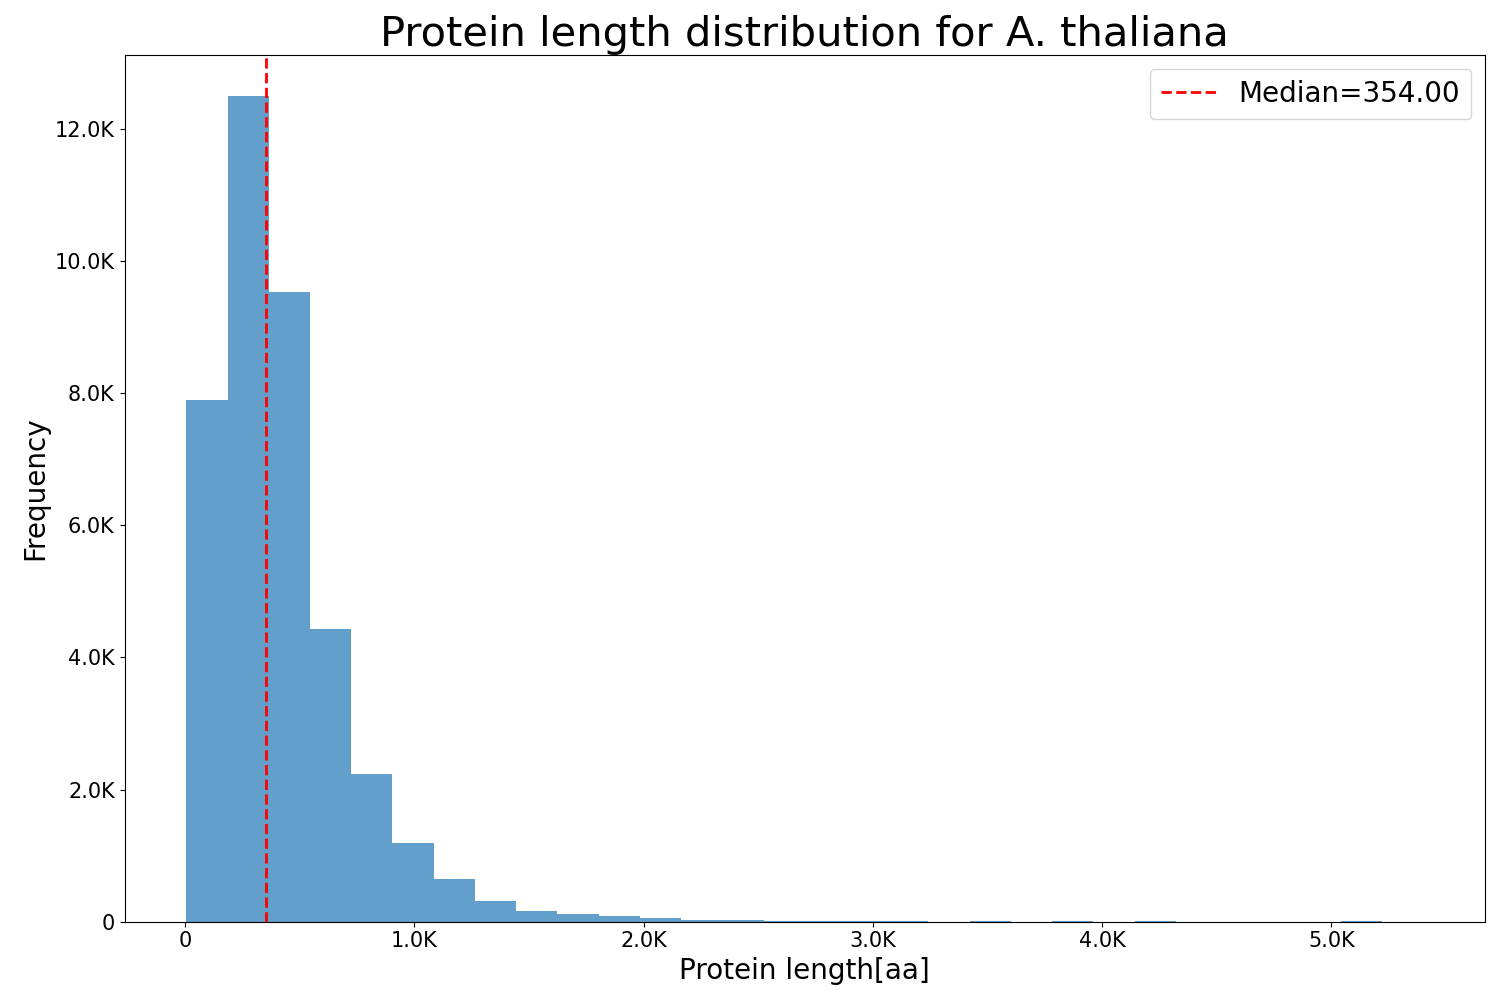 Protein length distribution for A. thaliana
Median=354.00
12.0K
10.0K
8.0K
6.0K
4.0K
2.0K
0
Frequency
0 1.0K 2.0K 3.0K 4.0K 5.0K
Protein length[aa]